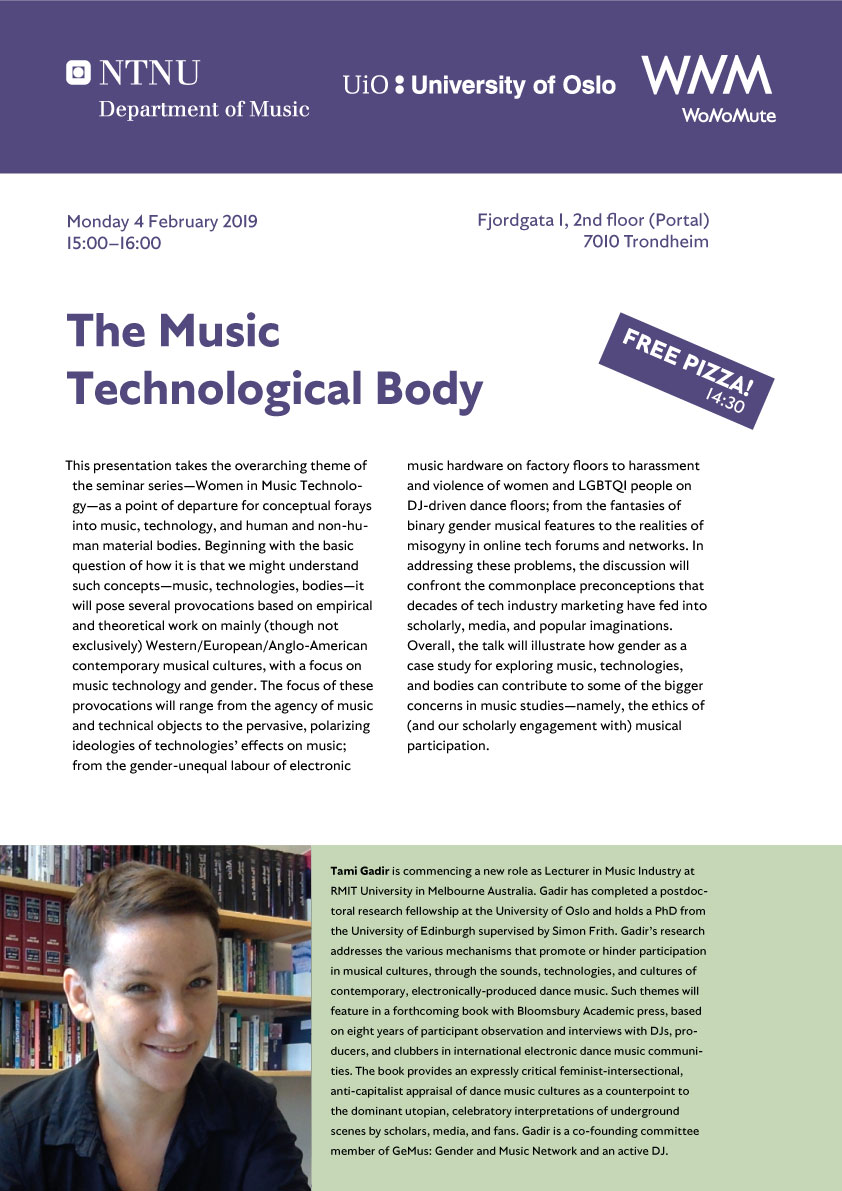 NTNU
Department of Music
UiO : University of Oslo
WNM
WoNoMute
Monday 4 February 2019
15:00–16:00
Fjordgata 1, 2nd floor (Portal)
7010 Trondheim
The Music
Technological Body
FREE PIZZA!
14:30
This presentation takes the overarching theme of
the seminar series—Women in Music Technolo-
gy—as a point of departure for conceptual forays
into music, technology, and human and non-hu-
man material bodies. Beginning with the basic
question of how it is that we might understand
such concepts—music, technologies, bodies—it
will pose several provocations based on empirical
and theoretical work on mainly (though not
exclusively) Western/European/Anglo-American
contemporary musical cultures, with a focus on
music technology and gender. The focus of these
provocations will range from the agency of music
and technical objects to the pervasive, polarizing
ideologies of technologies’ effects on music;
from the gender-unequal labour of electronic
music hardware on factory floors to harassment
and violence of women and LGBTQI people on
DJ-driven dance floors; from the fantasies of
binary gender musical features to the realities of
misogyny in online tech forums and networks. In
addressing these problems, the discussion will
confront the commonplace preconceptions that
decades of tech industry marketing have fed into
scholarly, media, and popular imaginations.
Overall, the talk will illustrate how gender as a
case study for exploring music, technologies,
and bodies can contribute to some of the bigger
concerns in music studies—namely, the ethics of
(and our scholarly engagement with) musical
participation.
Tami Gadir is commencing a new role as Lecturer in Music Industry at
RMIT University in Melbourne Australia. Gadir has completed a postdoc-
toral research fellowship at the University of Oslo and holds a PhD from
the University of Edinburgh supervised by Simon Frith. Gadir’s research
addresses the various mechanisms that promote or hinder participation
in musical cultures, through the sounds, technologies, and cultures of
contemporary, electronically-produced dance music. Such themes will
feature in a forthcoming book with Bloomsbury Academic press, based
on eight years of participant observation and interviews with DJs, pro-
ducers, and clubbers in international electronic dance music communi-
ties. The book provides an expressly critical feminist-intersectional,
anti-capitalist appraisal of dance music cultures as a counterpoint to
the dominant utopian, celebratory interpretations of underground
scenes by scholars, media, and fans. Gadir is a co-founding committee
member of GeMus: Gender and Music Network and an active DJ.